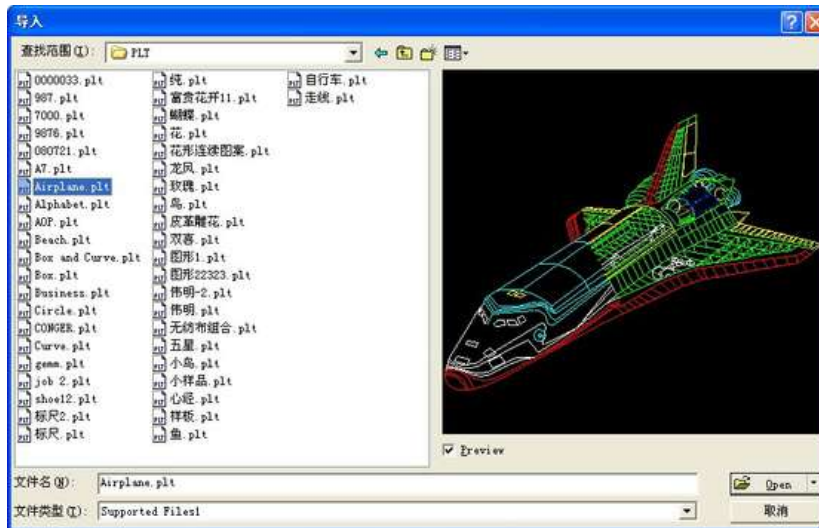 导入
查找范围(I):
PLT
0000033.plt
987.plt
7000.plt
9876.plt
080721.plt
A7.plt
Airplane.plt
Alphabet.plt
AOP.plt
Beach.plt
Box and Curve.plt
Box.plt
Business.plt
Circle.plt
CONGER.plt
Curve.plt
gemm.plt
job 2.plt
shoe12.plt
标尺2.plt
标尺.plt
纯.plt
富贵花开11.plt
蝴蝶.plt
花.plt
花形连续图案.plt
龙凤.plt
玫瑰.plt
鸟.plt
皮革雕花.plt
双喜.plt
图形1.plt
图形22323.plt
伟明-2.plt
伟明.plt
无纺布组合.plt
五星.plt
小鸟.plt
小样品.plt
心经.plt
样板.plt
鱼.plt
自行车.plt
走线.plt
Preview
文件名(N):
Airplane.plt
Open
文件类型(T):
Supported Files1
取消